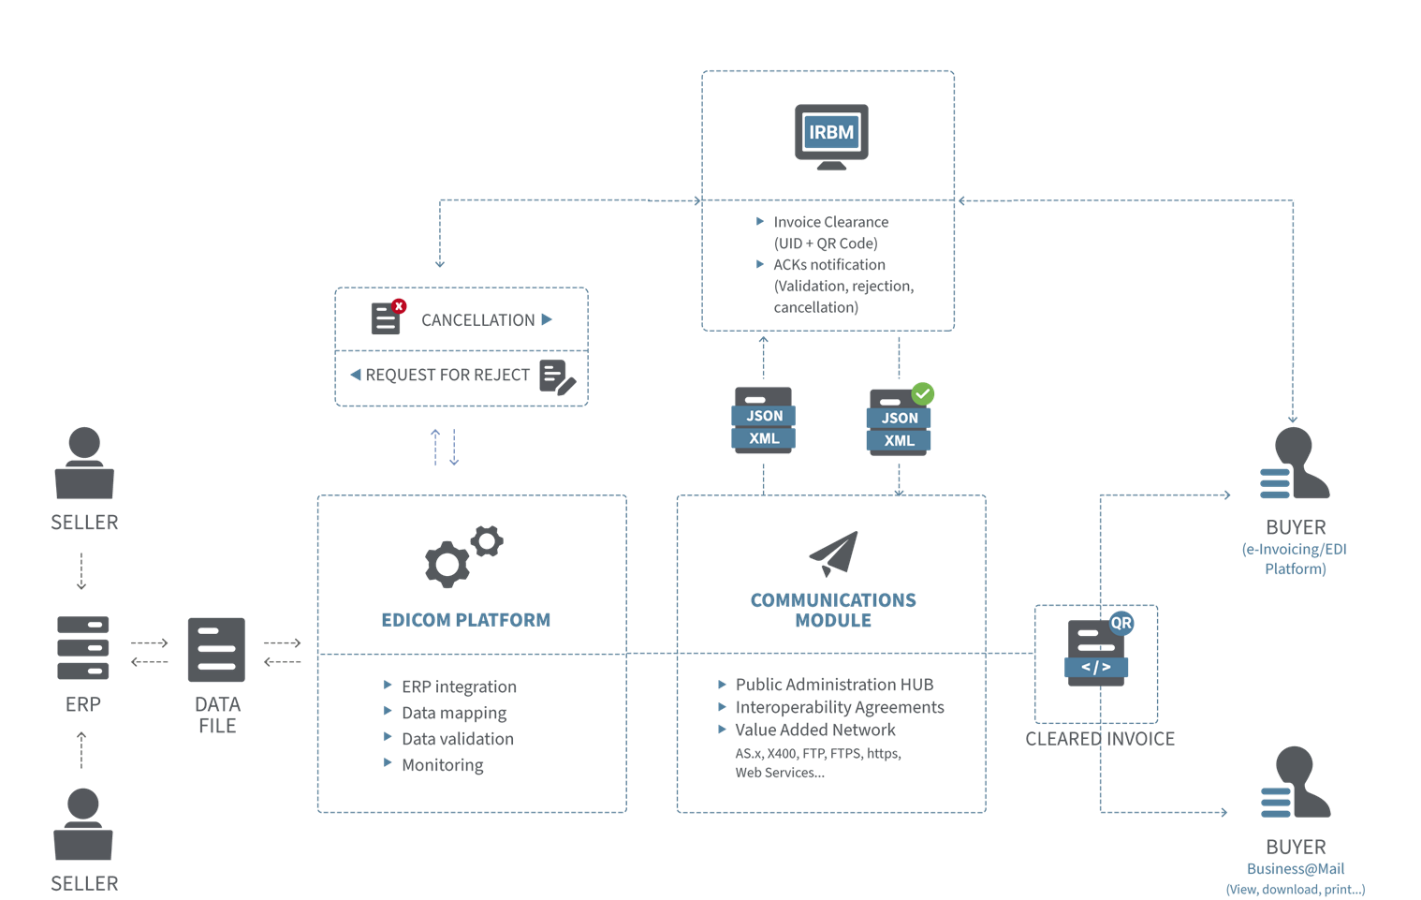 IRBM
Invoice Clearance
(UID + QR Code)
ACKs notification
(Validation, rejection,
cancellation)
CANCELLATION
REQUEST FOR REJECT
JSON
XML
JSON
XML
SELLER
ERP
DATA
FILE
SELLER
EDICOM PLATFORM
ERP integration
Data mapping
Data validation
Monitoring
COMMUNICATIONS
MODULE
Public Administration HUB
Interoperability Agreements
Value Added Network
AS.x, X400, FTP, FTPS, https,
Web Services...
QR
</>
CLEARED INVOICE
BUYER
(e-Invoicing/EDI
Platform)
BUYER
Business@Mail
(View, download, print...)